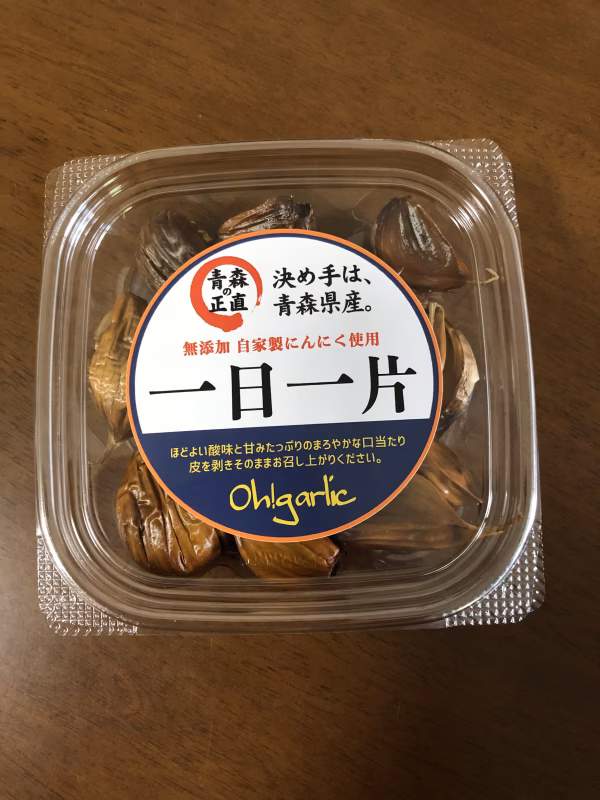 青森
の
正直
決め手は、
青森県産。
無添加 自家製にんにく使用
一日一片
ほどよい酸味と甘みたっぷりのまろやかな口当たり
皮を剥きそのままお召し上がりください。
Oh!garlic